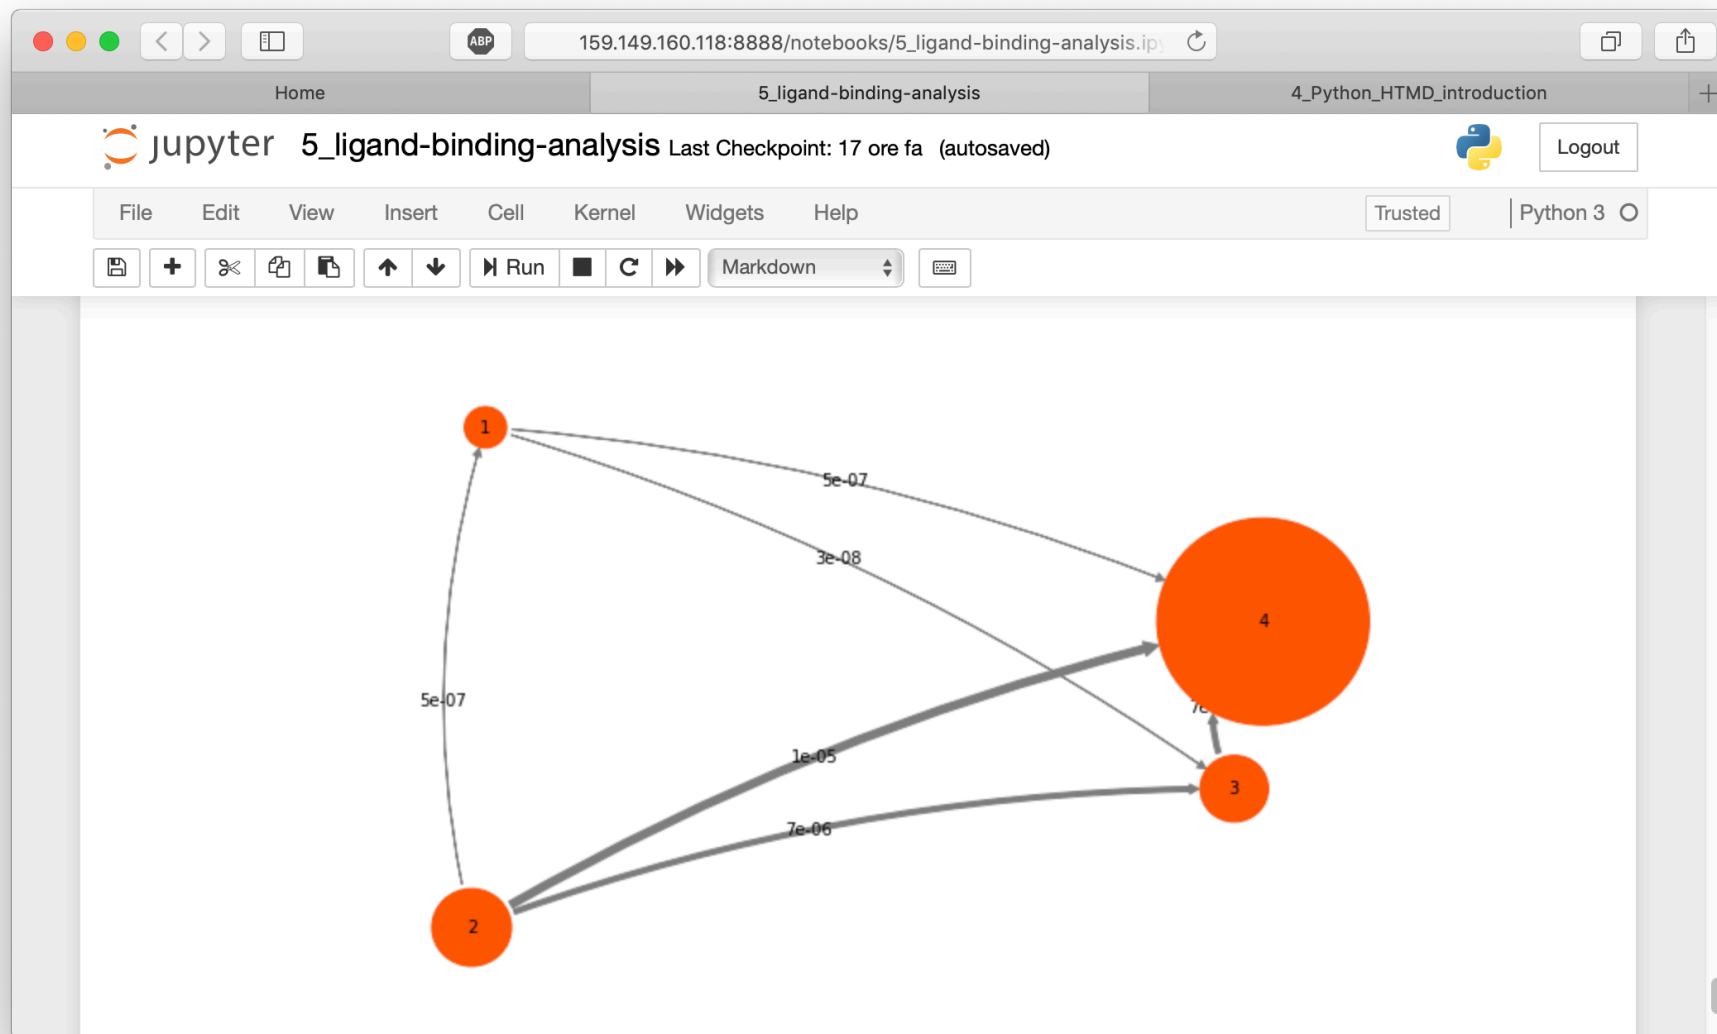 ABP
159.149.160.118:8888/notebooks/5_ligand-binding-analysis.ipy
Home
5_ligand-binding-analysis
4_Python_HTMD_introduction
jupyter 5_ligand-binding-analysis Last Checkpoint: 17 ore fa (autosaved)
Logout
File Edit View Insert Cell Kernel Widgets Help
Trusted
Python 3
Run
Markdown
1
5e-07
3e-08
4
5e-07
1e-05
3
7e-06
2